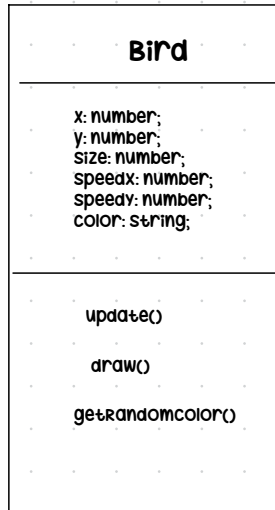 Bird
x: number;
y: number;
size: number;
speedx: number;
speedy: number;
color: string;
update()
draw()
getRandomcolor()